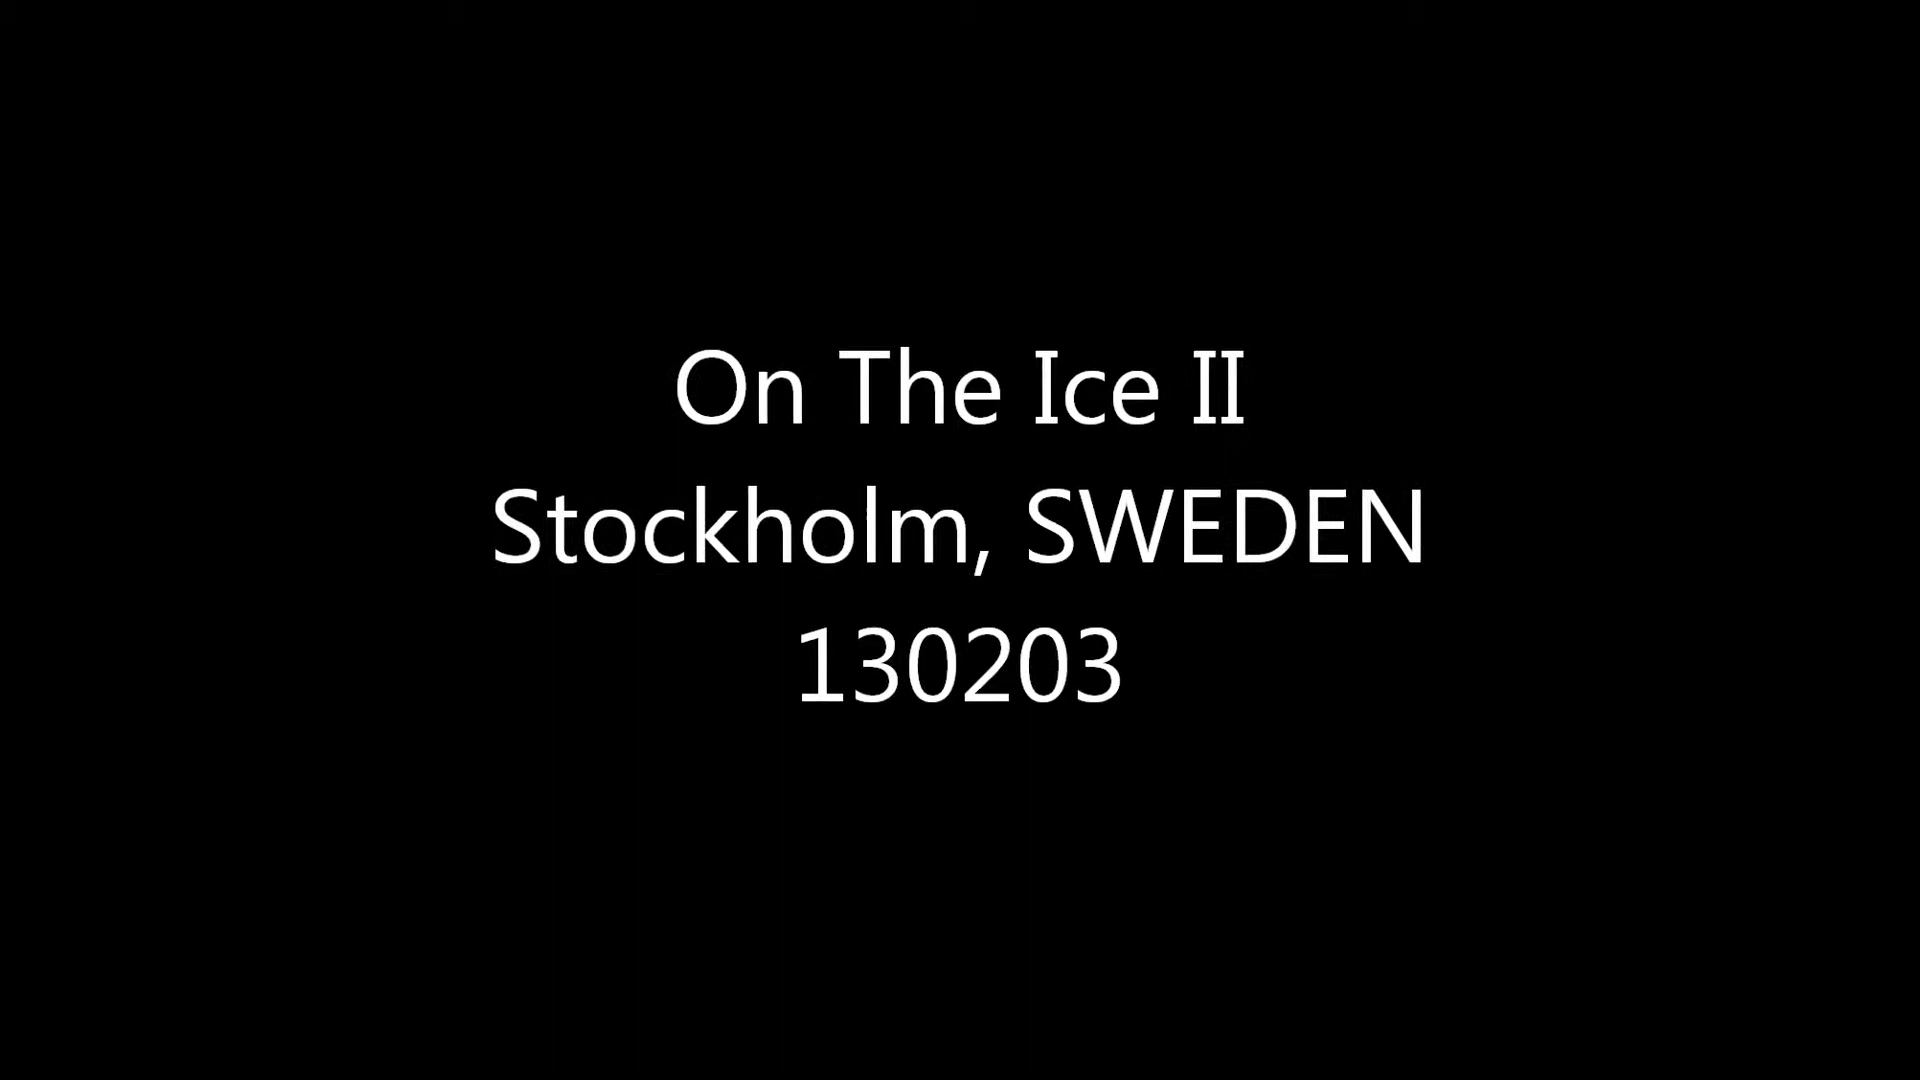 On The Ice II
Stockholm, SWEDEN
130203